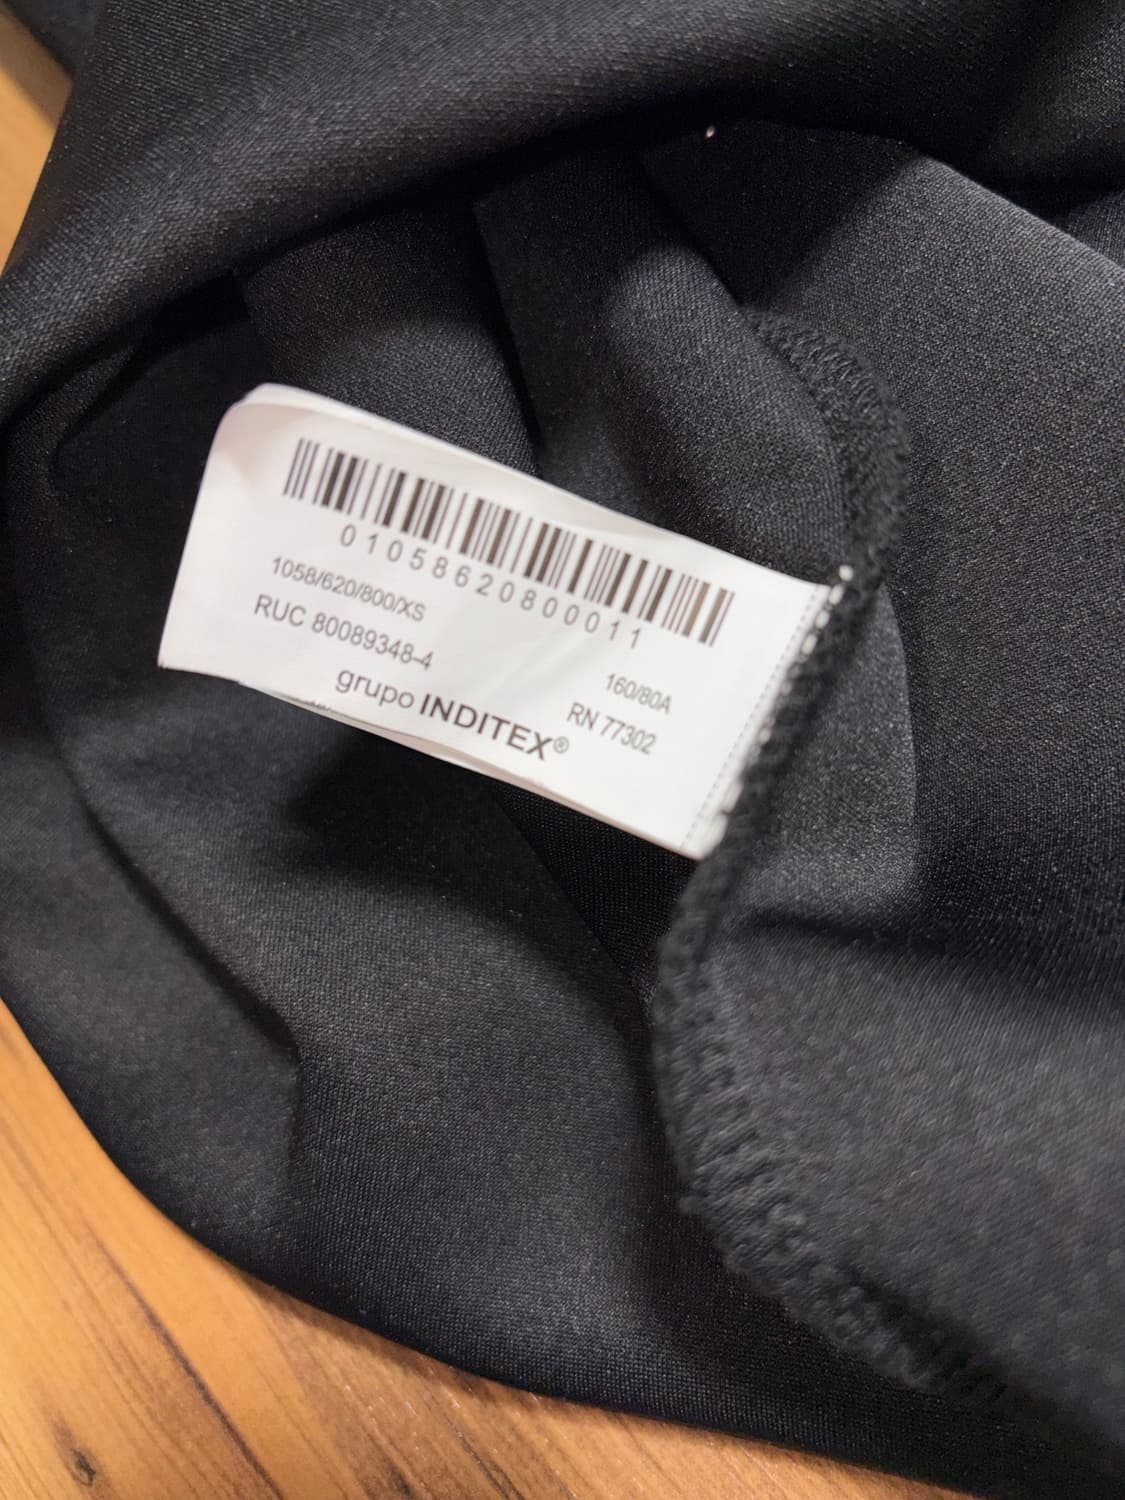 01058620800011
1058/620/800/XS
160/80A
RUC 80089348-4
RN 77302
grupo INDITEX®